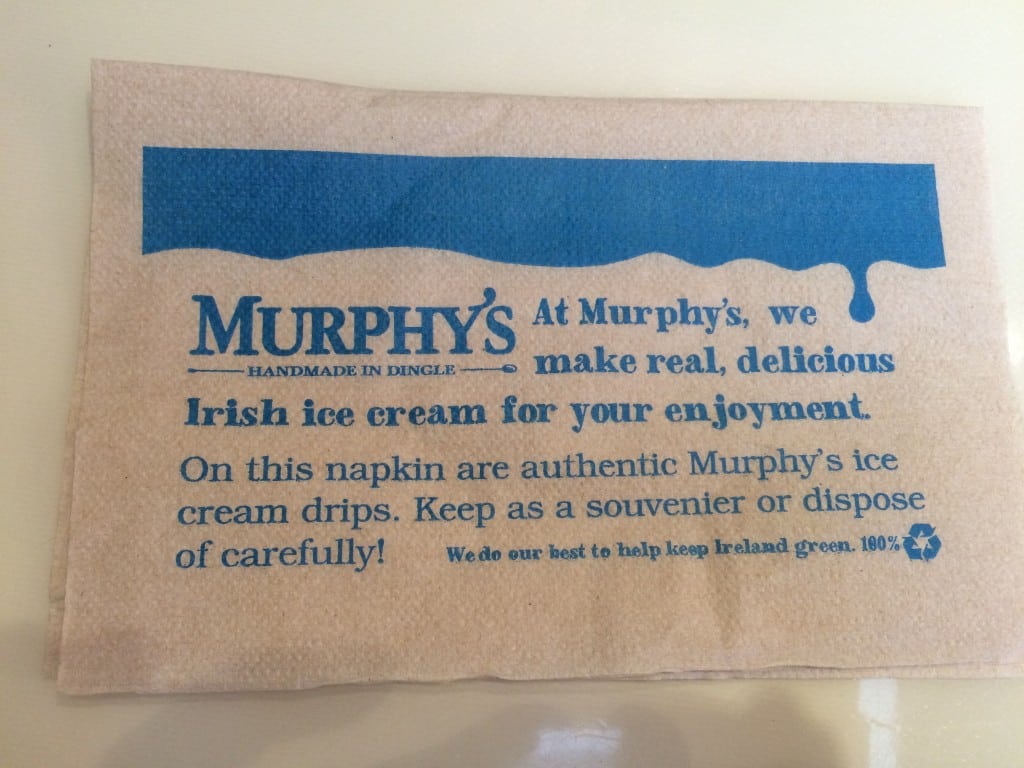 MURPHY'S
HANDMADE IN DINGLE
At Murphy's, we
make real, delicious
Irish ice cream for your enjoyment.
On this napkin are authentic Murphy's ice
cream drips. Keep as a souvenier or dispose
of carefully!
We do our best to help keep Ireland green. 100%